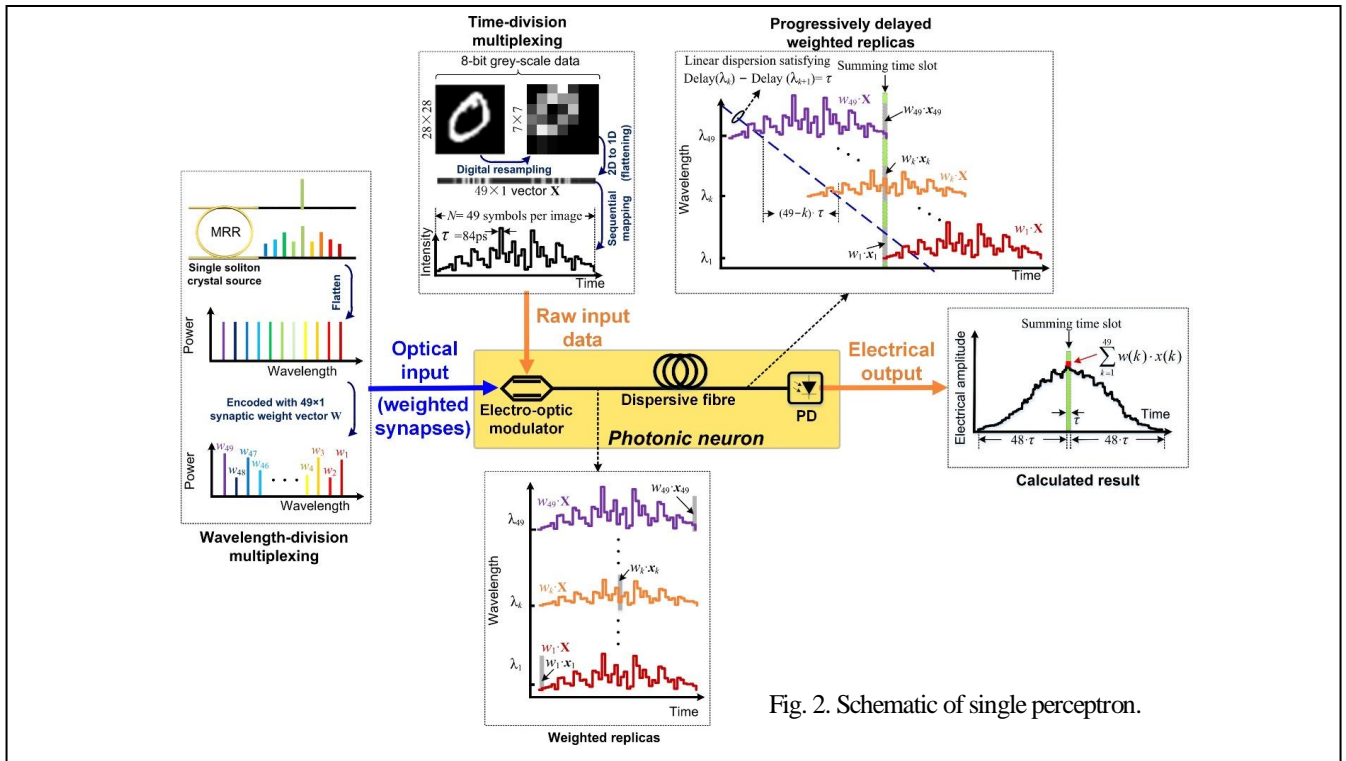 Time-division
multiplexing
8-bit grey-scale data
28×28
7×7
Digital resampling
2D to 1D
(flattening)
49×1 vector X
Sequential
mapping
N= 49 symbols per image
τ =84ps
Intensity
Time
Progressively delayed
weighted replicas
Linear dispersion satisfying
Delay(λk) − Delay (λk+1)= τ
Summing time slot
w49·X
w49·x49
λ49
wk·xk
wk·X
λk
(49−k)· τ
w1·X
w1·x1
λ1
Wavelength
Time
MRR
Single soliton
crystal source
Flatten
Power
Wavelength
Encoded with 49×1
synaptic weight vector W
w49
w48
w47
w46
w4
w3
w2
w1
Power
Wavelength
Wavelength-division
multiplexing
Optical
input
(weighted
synapses)
Raw input
data
Electro-optic
modulator
Dispersive fibre
PD
Photonic neuron
Electrical
output
Summing time slot
49
∑ w(k) · x(k)
k=1
Electrical amplitude
Time
τ
48·τ
48·τ
Calculated result
w49·X
w49·x49
λ49
wk·X
wk·xk
λk
w1·X
w1·x1
λ1
Wavelength
Time
Weighted replicas
Fig. 2. Schematic of single perceptron.